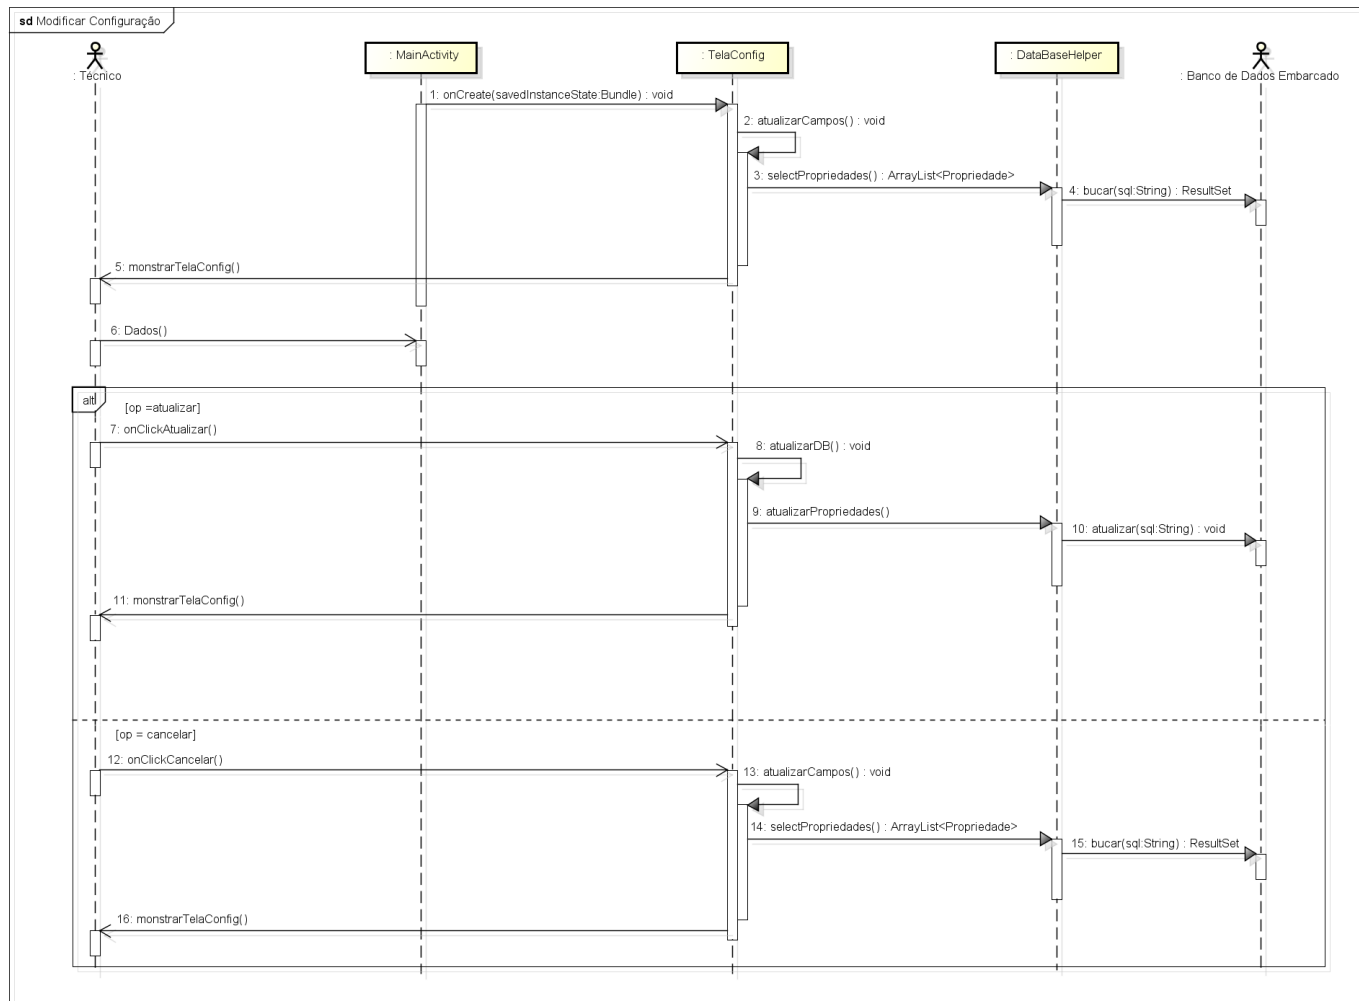 sd Modificar Configuração
: Técnico
: MainActivity
: TelaConfig
: DataBaseHelper
: Banco de Dados Embarcado
1: onCreate(savedInstanceState:Bundle) : void
2: atualizarCampos() : void
3: selectPropriedades() : ArrayList<Propriedade>
4: bucar(sql:String) : ResultSet
5: monstrarTelaConfig()
6: Dados()
alt
[op =atualizar]
7: onClickAtualizar()
8: atualizarDB() : void
9: atualizarPropriedades()
10: atualizar(sql:String) : void
11: monstrarTelaConfig()
[op = cancelar]
12: onClickCancelar()
13: atualizarCampos() : void
14: selectPropriedades() : ArrayList<Propriedade>
15: bucar(sql:String) : ResultSet
16: monstrarTelaConfig()